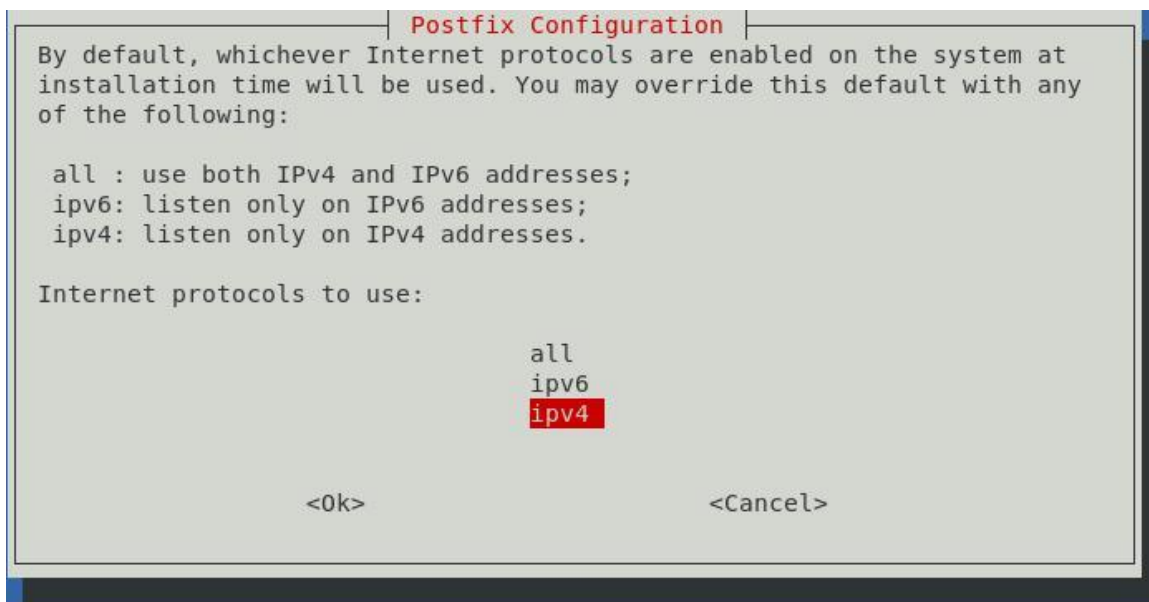 Postfix Configuration
By default, whichever Internet protocols are enabled on the system at
installation time will be used. You may override this default with any
of the following:
all : use both IPv4 and IPv6 addresses;
ipv6: listen only on IPv6 addresses;
ipv4: listen only on IPv4 addresses.
Internet protocols to use:
all
ipv6
ipv4
<Ok> <Cancel>